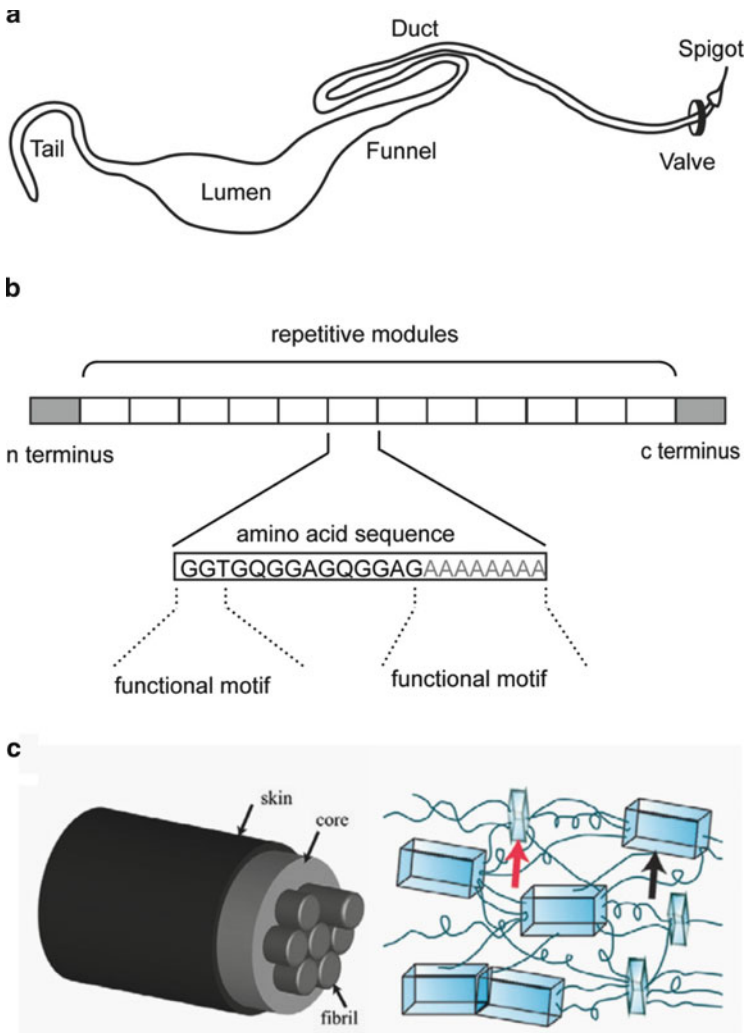 a
Duct
Spigot
Tail
Lumen
Funnel
Valve
b
repetitive modules
n terminus
c terminus
amino acid sequence
GGTGQGGAGQGGAGAAAAAAAA
functional motif
functional motif
c
skin
core
fibril